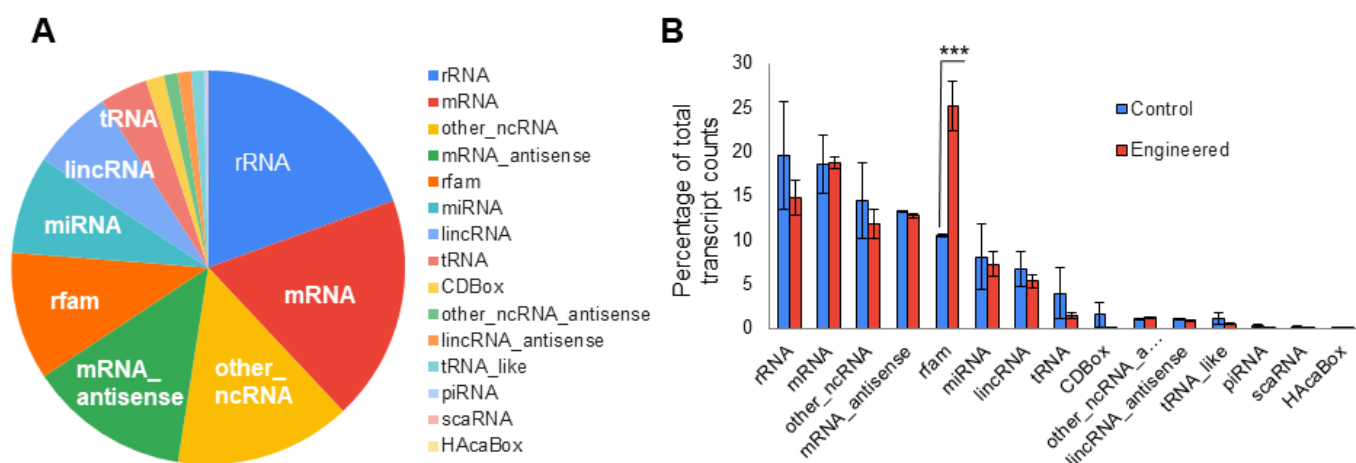 A
rRNA
mRNA
other_
ncRNA
mRNA_
antisense
rfam
miRNA
lincRNA
tRNA
rRNA
mRNA
other_ncRNA
mRNA_antisense
rfam
miRNA
lincRNA
tRNA
CDBox
other_ncRNA_antisense
lincRNA_antisense
tRNA_like
piRNA
scaRNA
HAcaBox
B
Percentage of total
transcript counts
30
25
20
15
10
5
0
***
Control
Engineered
rRNA
mRNA
other_ncRNA
mRNA_antisense
rfam
miRNA
lincRNA
tRNA
CDBox
other_ncRNA_a…
lincRNA_antisense
tRNA_like
piRNA
scaRNA
HAcaBox